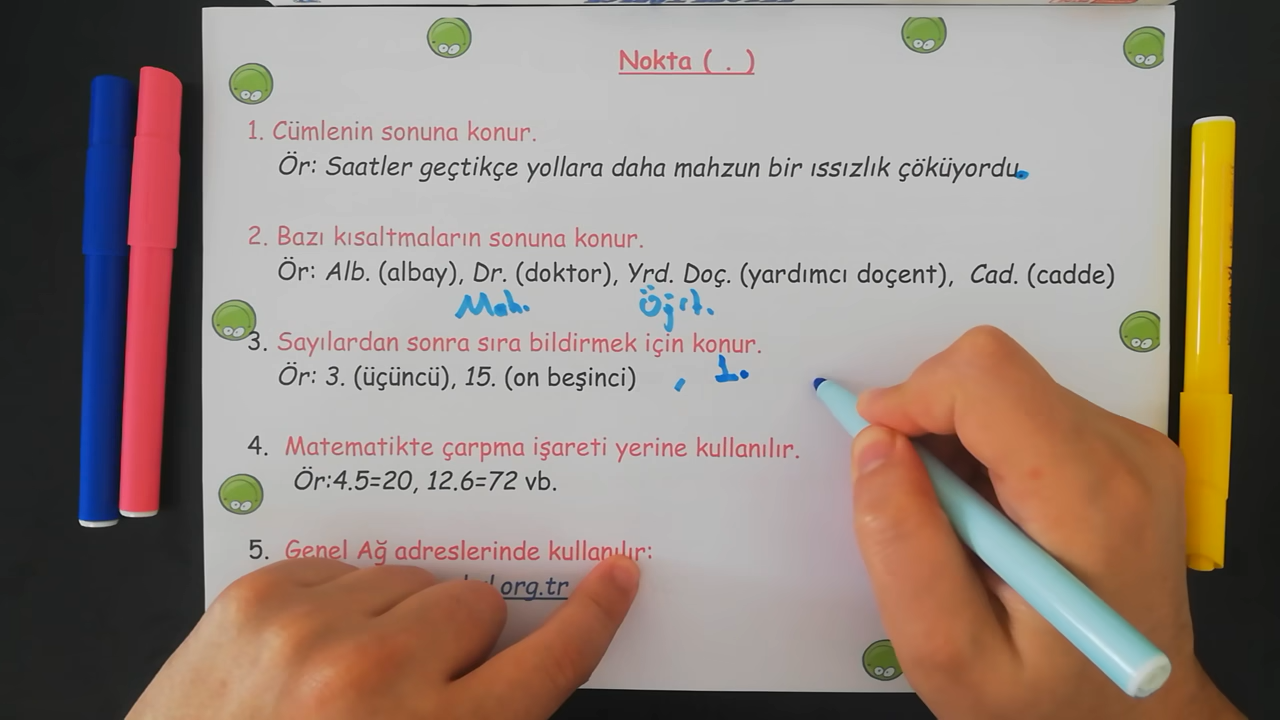 Nokta ( . )
1. Cümlenin sonuna konur.
Ör: Saatler geçtikçe yollara daha mahzun bir ıssızlık çöküyordu.
2. Bazı kısaltmaların sonuna konur.
Ör: Alb. (albay), Dr. (doktor), Yrd. Doç. (yardımcı doçent), Cad. (cadde)
Mah. Öğrt.
3. Sayılardan sonra sıra bildirmek için konur.
Ör: 3. (üçüncü), 15. (on beşinci) , 1.
4. Matematikte çarpma işareti yerine kullanılır.
Ör:4.5=20, 12.6=72 vb.
5. Genel Ağ adreslerinde kullanılır:
org.tr